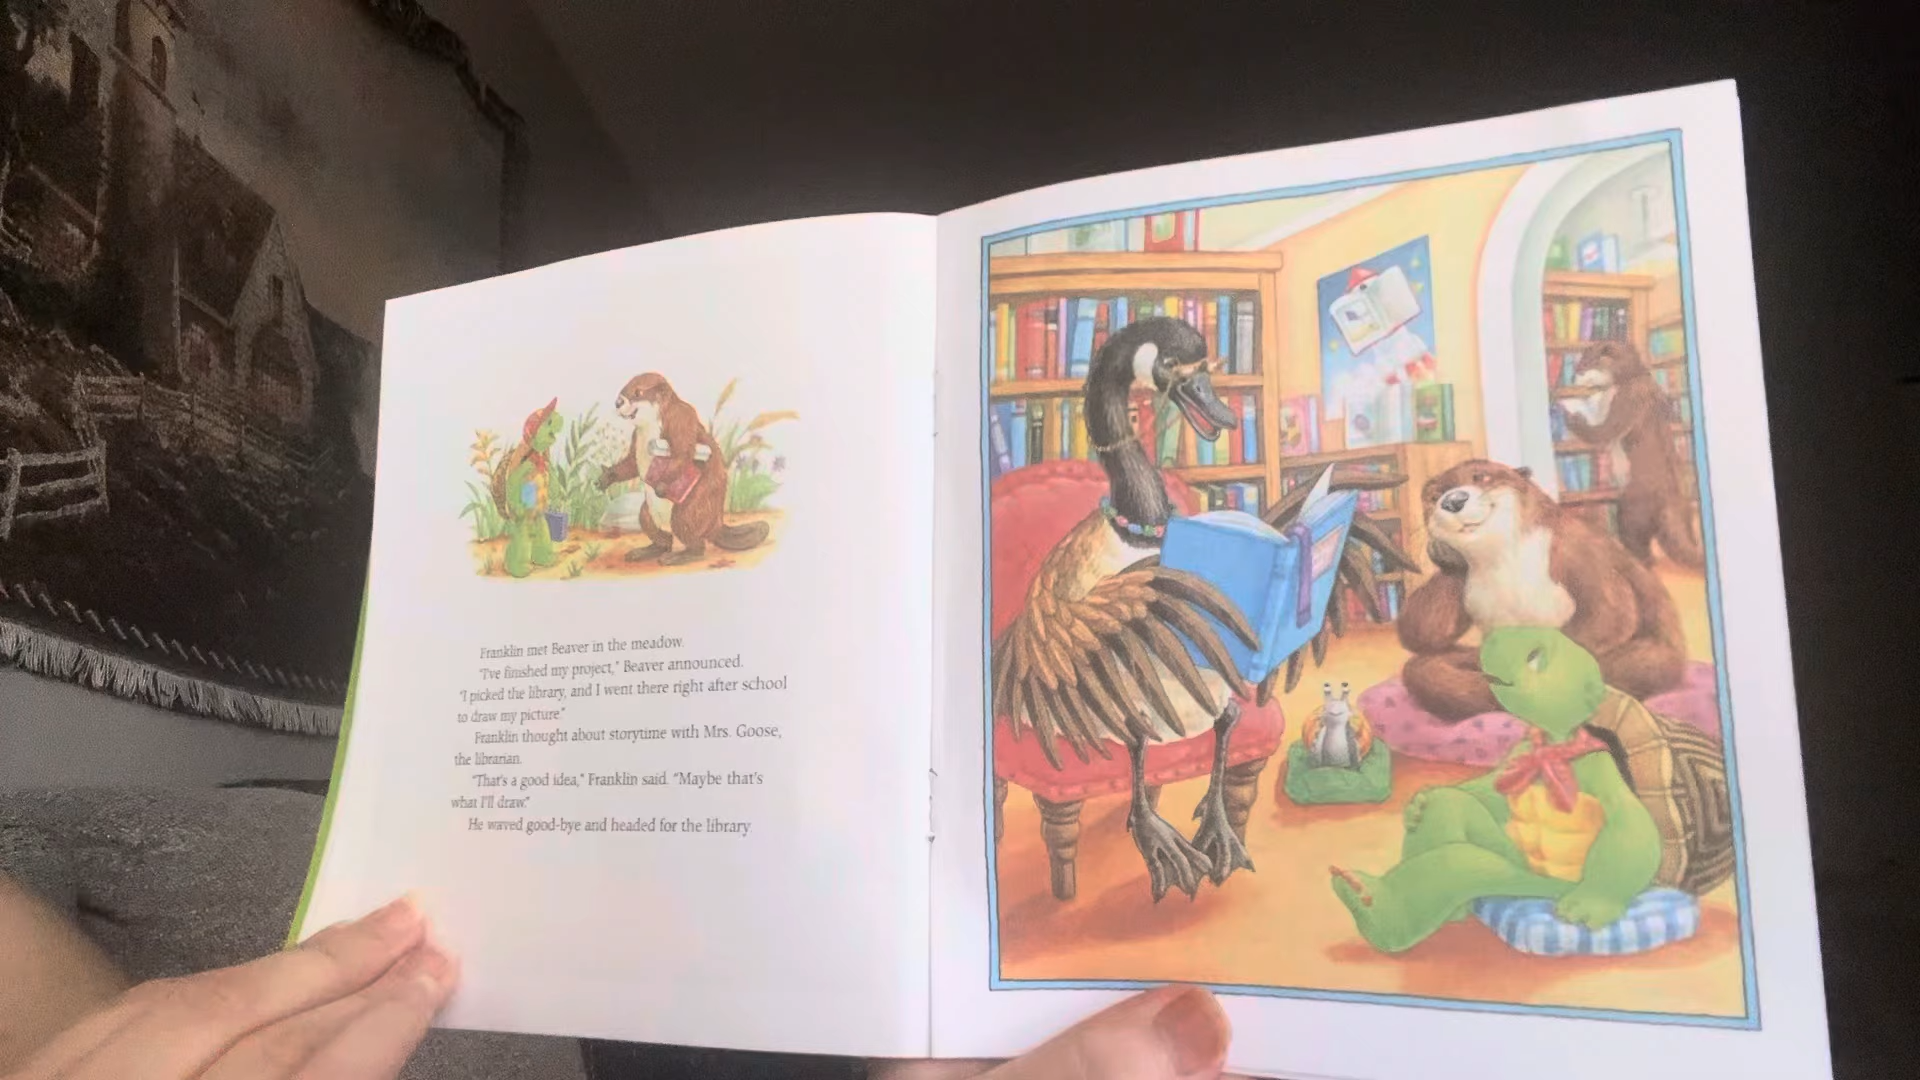 Franklin met Beaver in the meadow.
"I've finished my project," Beaver announced.
"I picked the library, and I went there right after school
to draw my picture."
Franklin thought about storytime with Mrs. Goose,
the librarian.
"That's a good idea," Franklin said. "Maybe that's
what I'll draw."
He waved good-bye and headed for the library.